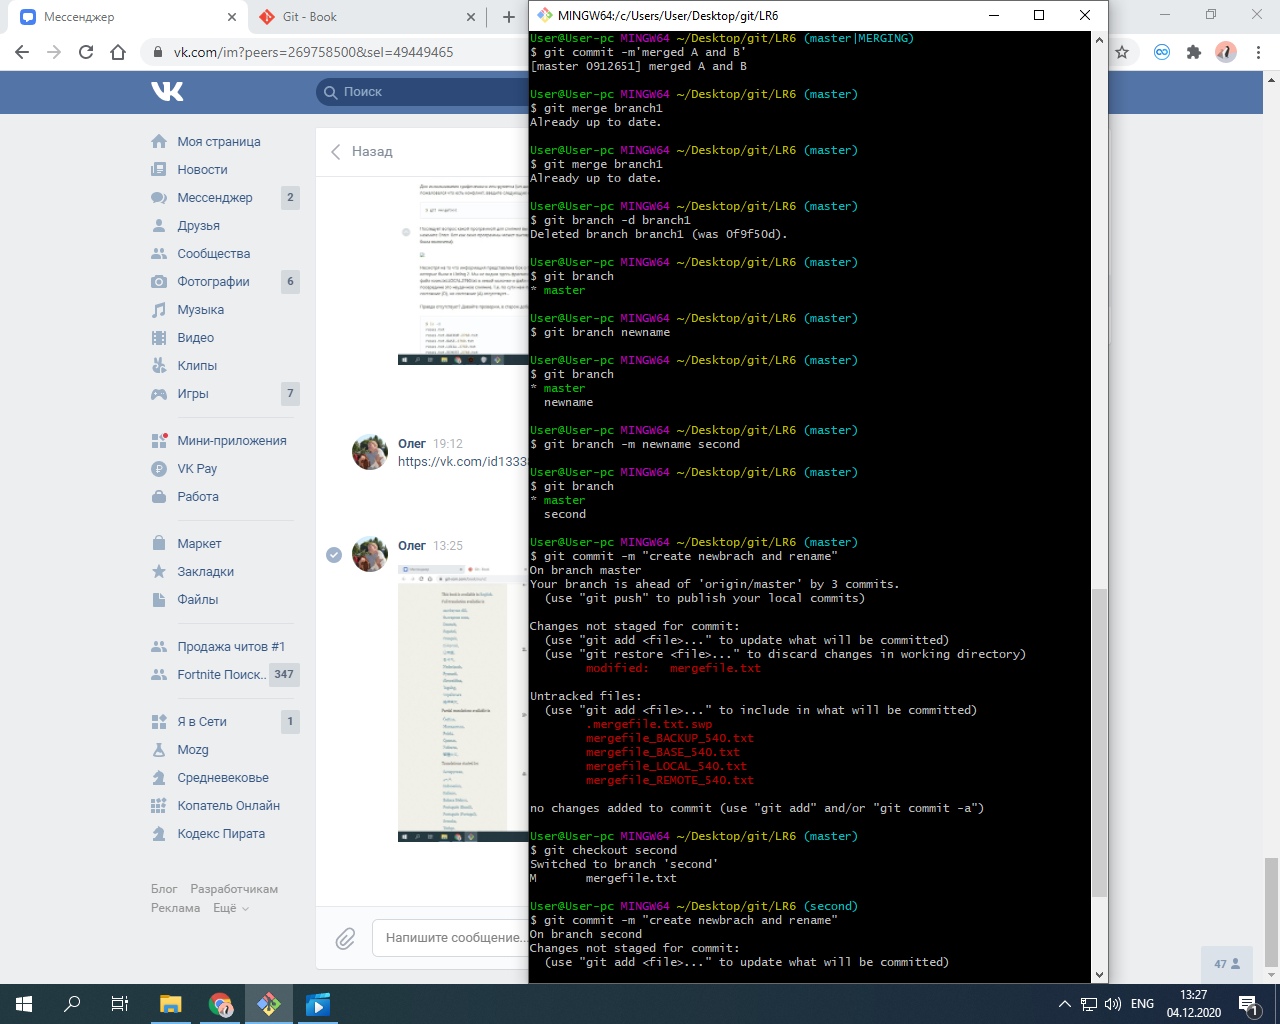 Мессенджер
Git - Book
vk.com/im?peers=269758500&sel=49449465
Поиск
Моя страница
Новости
Мессенджер 2
Друзья
Сообщества
Фотографии 6
Музыка
Видео
Клипы
Игры 7
Мини-приложения
VK Pay
Работа
Маркет
Закладки
Файлы
Продажа читов #1
Fortnite Поиск.. 347
Я в Сети 1
Mozg
Средневековье
Копатель Онлайн
Кодекс Пирата
Блог Разработчикам
Реклама Ещё
Назад
$ git mergetool
Олег 19:12
https://vk.com/id1333
Олег 13:25
Напишите сообщение...
47
MINGW64:/c/Users/User/Desktop/git/LR6
User@User-pc MINGW64 ~/Desktop/git/LR6 (master|MERGING)
$ git commit -m'merged A and B'
[master 0912651] merged A and B
User@User-pc MINGW64 ~/Desktop/git/LR6 (master)
$ git merge branch1
Already up to date.
User@User-pc MINGW64 ~/Desktop/git/LR6 (master)
$ git merge branch1
Already up to date.
User@User-pc MINGW64 ~/Desktop/git/LR6 (master)
$ git branch -d branch1
Deleted branch branch1 (was 0f9f50d).
User@User-pc MINGW64 ~/Desktop/git/LR6 (master)
$ git branch
* master
User@User-pc MINGW64 ~/Desktop/git/LR6 (master)
$ git branch newname
User@User-pc MINGW64 ~/Desktop/git/LR6 (master)
$ git branch
* master
newname
User@User-pc MINGW64 ~/Desktop/git/LR6 (master)
$ git branch -m newname second
User@User-pc MINGW64 ~/Desktop/git/LR6 (master)
$ git branch
* master
second
User@User-pc MINGW64 ~/Desktop/git/LR6 (master)
$ git commit -m "create newbrach and rename"
On branch master
Your branch is ahead of 'origin/master' by 3 commits.
(use "git push" to publish your local commits)
Changes not staged for commit:
(use "git add <file>..." to update what will be committed)
(use "git restore <file>..." to discard changes in working directory)
modified: mergefile.txt
Untracked files:
(use "git add <file>..." to include in what will be committed)
.mergefile.txt.swp
mergefile_BACKUP_540.txt
mergefile_BASE_540.txt
mergefile_LOCAL_540.txt
mergefile_REMOTE_540.txt
no changes added to commit (use "git add" and/or "git commit -a")
User@User-pc MINGW64 ~/Desktop/git/LR6 (master)
$ git checkout second
Switched to branch 'second'
M mergefile.txt
User@User-pc MINGW64 ~/Desktop/git/LR6 (second)
$ git commit -m "create newbrach and rename"
On branch second
Changes not staged for commit:
(use "git add <file>..." to update what will be committed)
ENG
13:27
04.12.2020
1